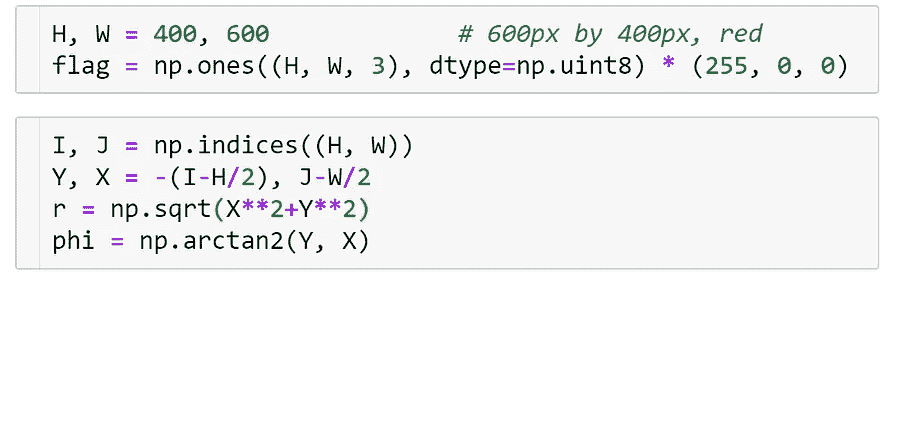 H, W = 400, 600             # 600px by 400px, red
flag = np.ones((H, W, 3), dtype=np.uint8) * (255, 0, 0)
I, J = np.indices((H, W))
Y, X = -(I-H/2), J-W/2
r = np.sqrt(X**2+Y**2)
phi = np.arctan2(Y, X)